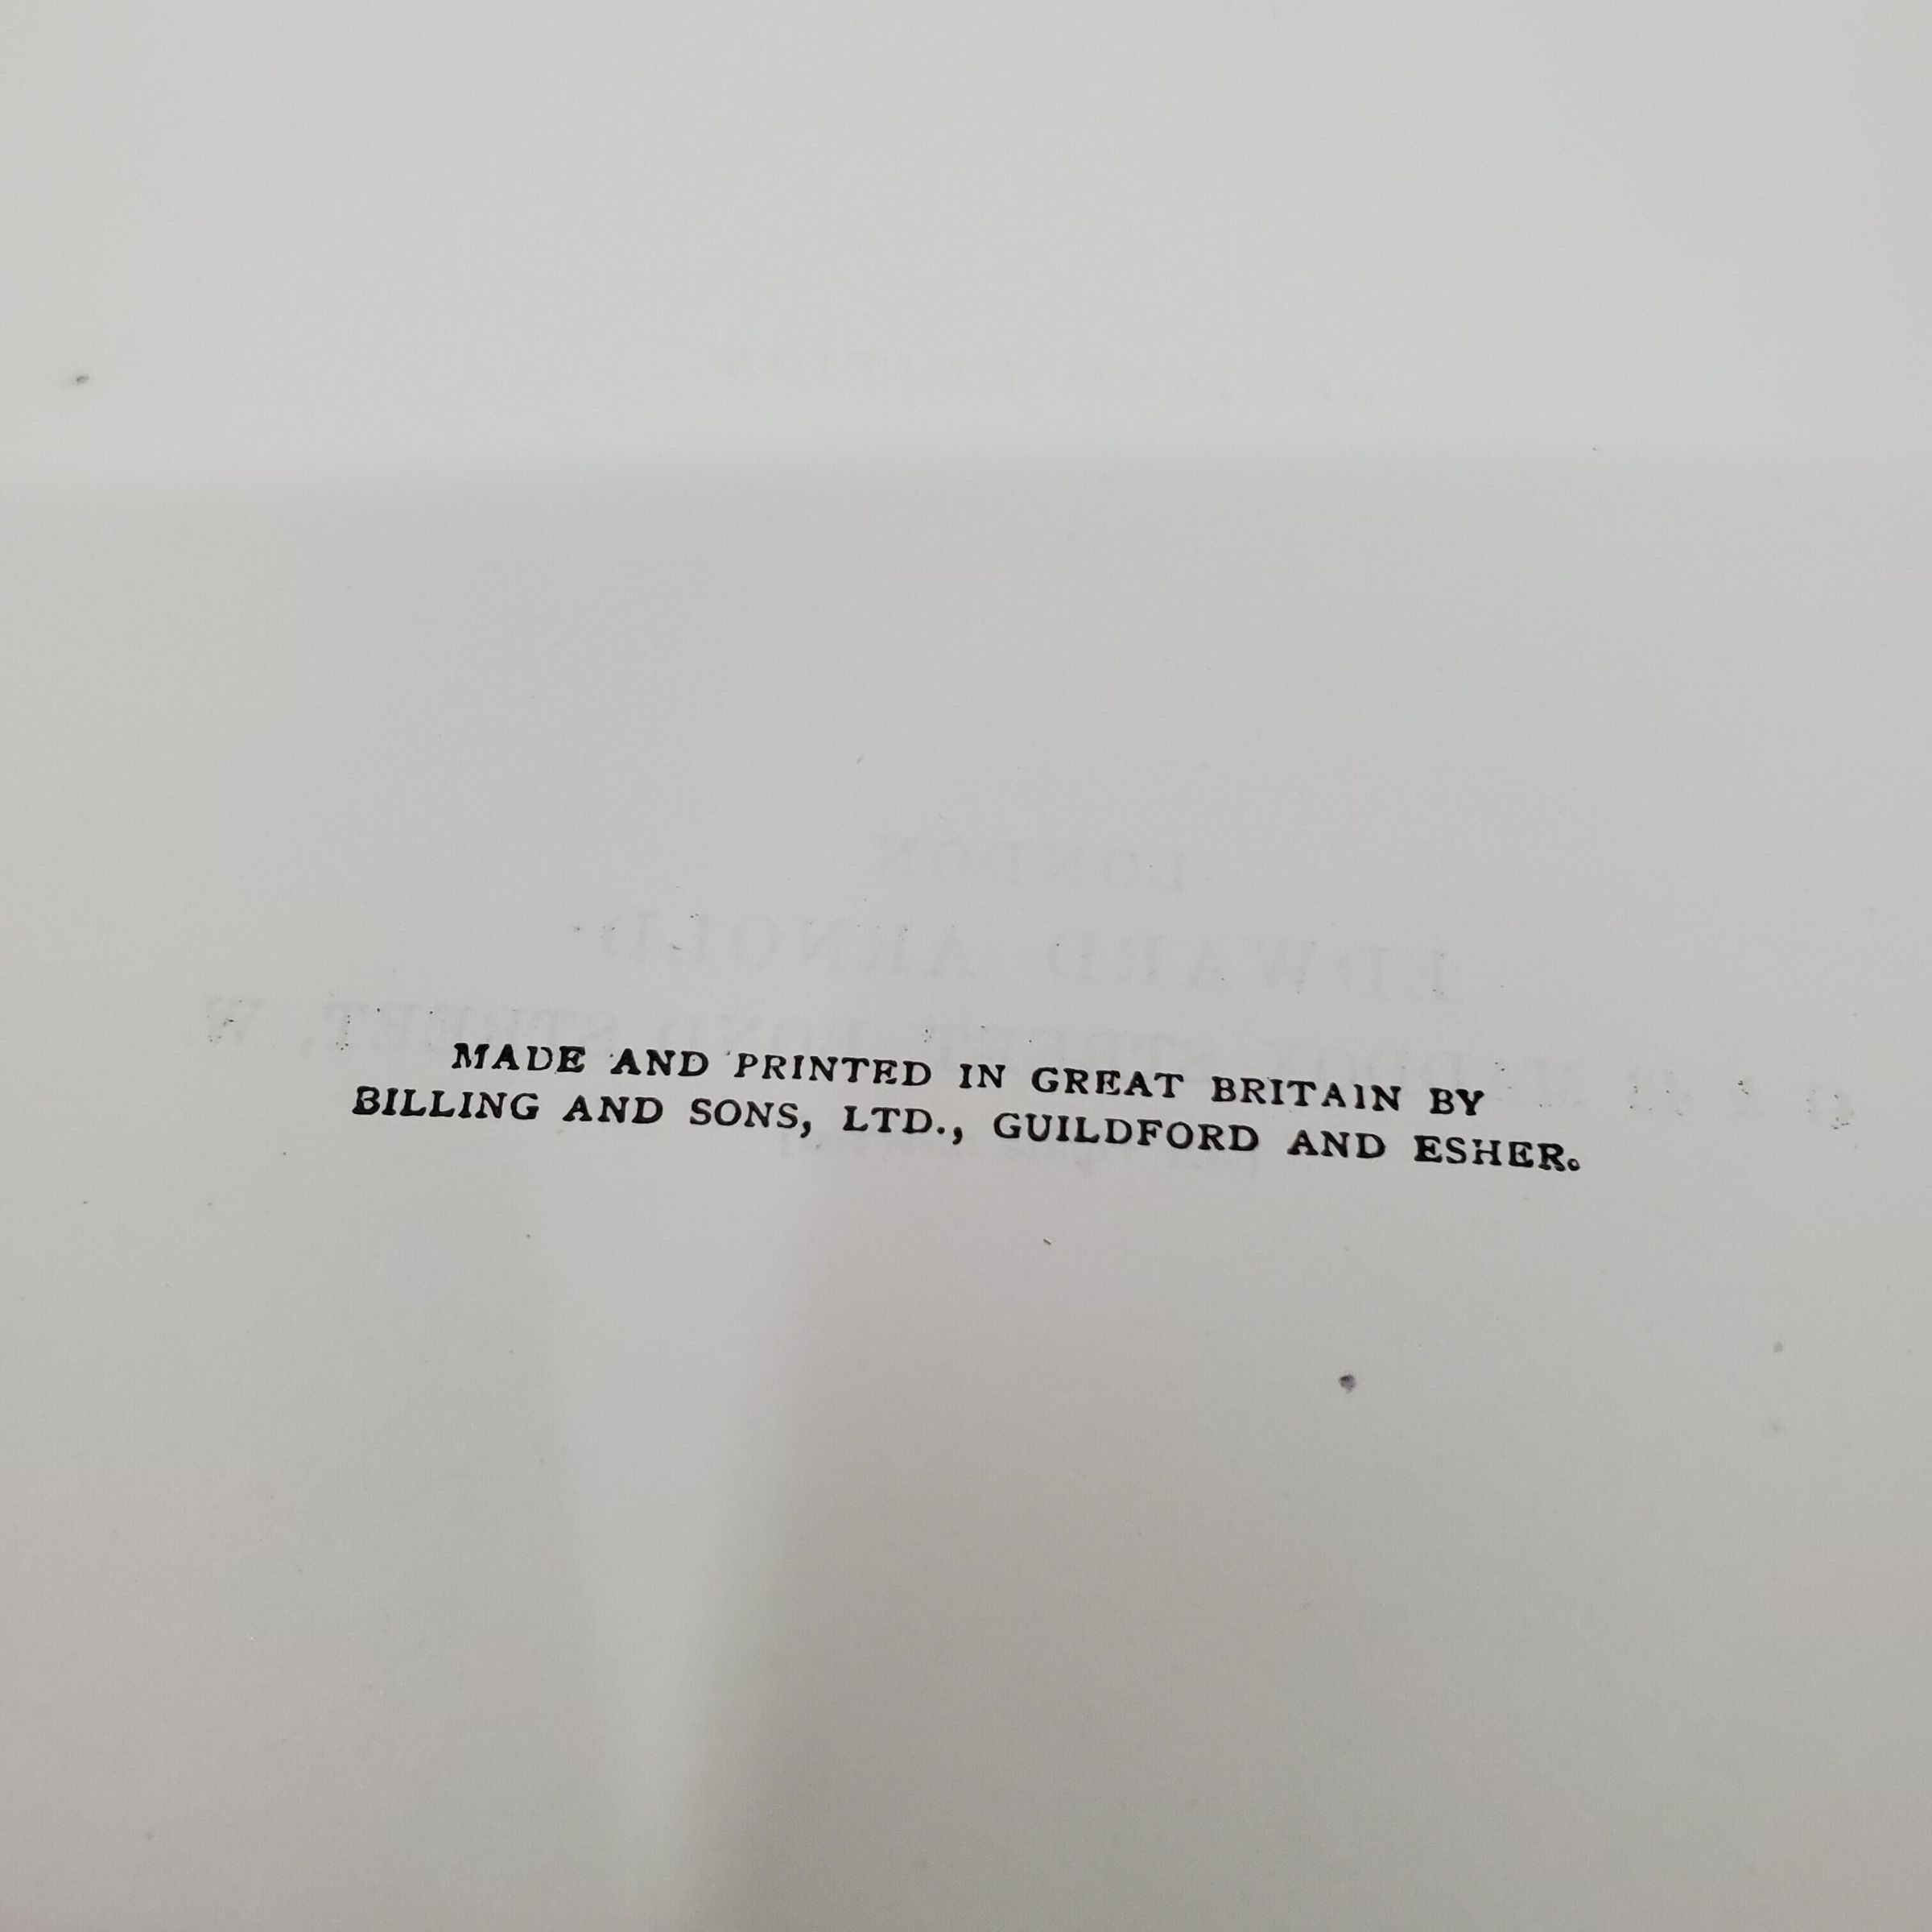 MADE AND PRINTED IN GREAT BRITAIN BY
BILLING AND SONS, LTD., GUILDFORD AND ESHER.